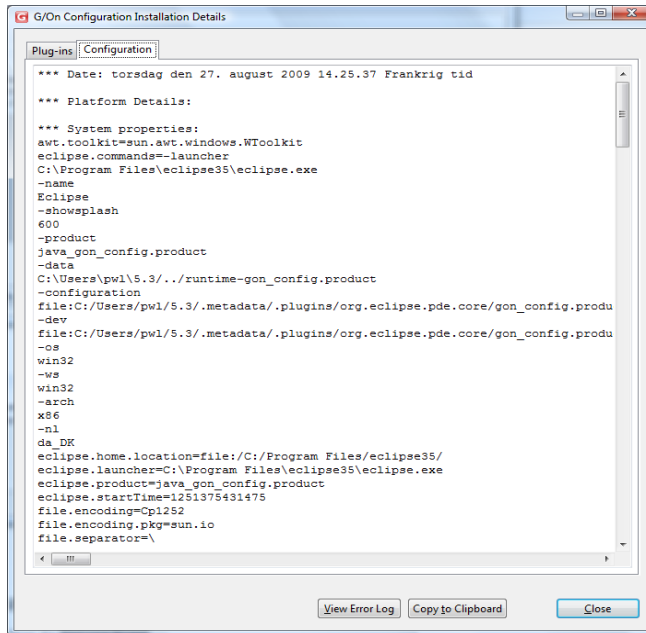 G/On Configuration Installation Details
Plug-ins Configuration
*** Date: torsdag den 27. august 2009 14.25.37 Frankrig tid
*** Platform Details:
*** System properties:
awt.toolkit=sun.awt.windows.WToolkit
eclipse.commands=-launcher
C:\Program Files\eclipse35\eclipse.exe
-name
Eclipse
-showsplash
600
-product
java_gon_config.product
-data
C:\Users\pwl\5.3/../runtime-gon_config.product
-configuration
file:C:/Users/pwl/5.3/.metadata/.plugins/org.eclipse.pde.core/gon_config.produ
-dev
file:C:/Users/pwl/5.3/.metadata/.plugins/org.eclipse.pde.core/gon_config.produ
-os
win32
-ws
win32
-arch
x86
-nl
da_DK
eclipse.home.location=file:/C:/Program Files/eclipse35/
eclipse.launcher=C:\Program Files\eclipse35\eclipse.exe
eclipse.product=java_gon_config.product
eclipse.startTime=1251375431475
file.encoding=Cp1252
file.encoding.pkg=sun.io
file.separator=\
View Error Log Copy to Clipboard Close